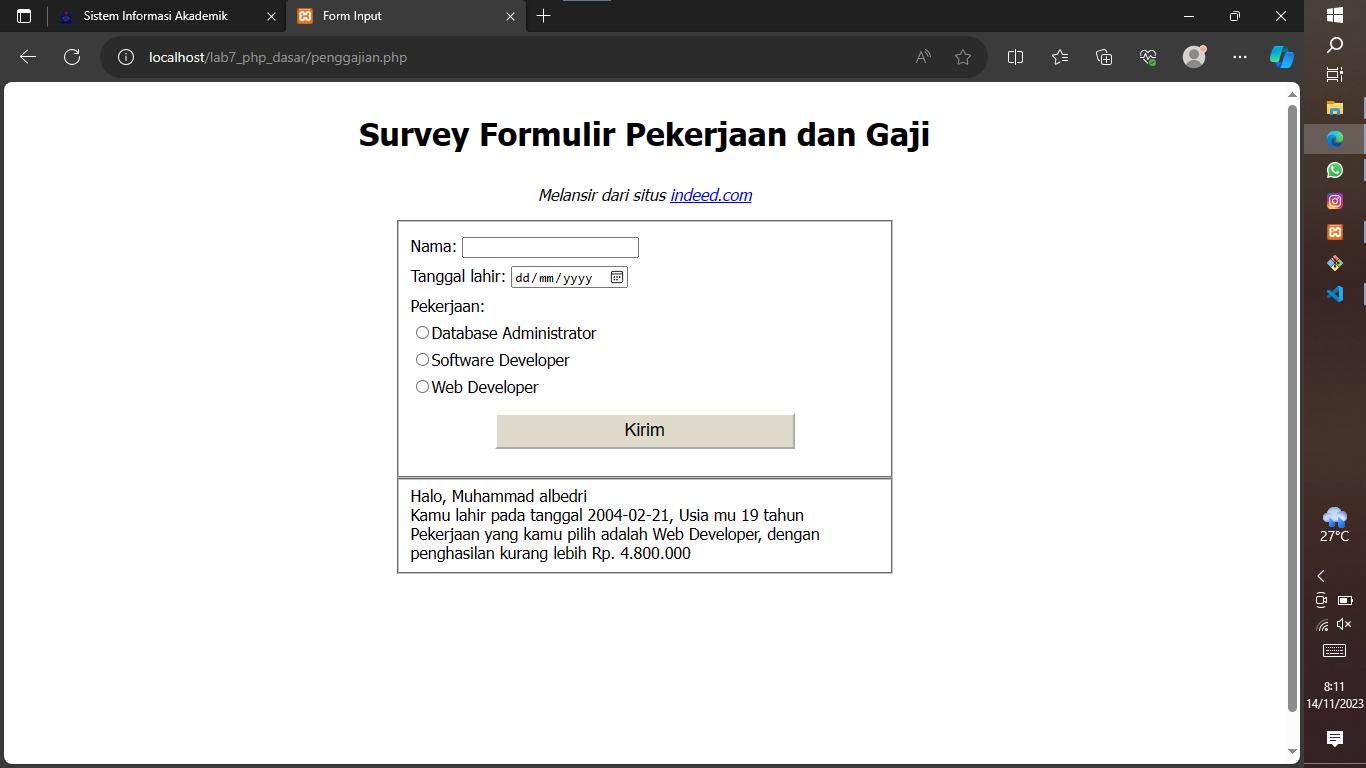 Sistem Informasi Akademik
Form Input
localhost/lab7_php_dasar/penggajian.php
Survey Formulir Pekerjaan dan Gaji
Melansir dari situs indeed.com
Nama:
Tanggal lahir: dd/mm/yyyy
Pekerjaan:
Database Administrator
Software Developer
Web Developer
Kirim
Halo, Muhammad albedri
Kamu lahir pada tanggal 2004-02-21, Usia mu 19 tahun
Pekerjaan yang kamu pilih adalah Web Developer, dengan
penghasilan kurang lebih Rp. 4.800.000
27°C
8:11
14/11/2023